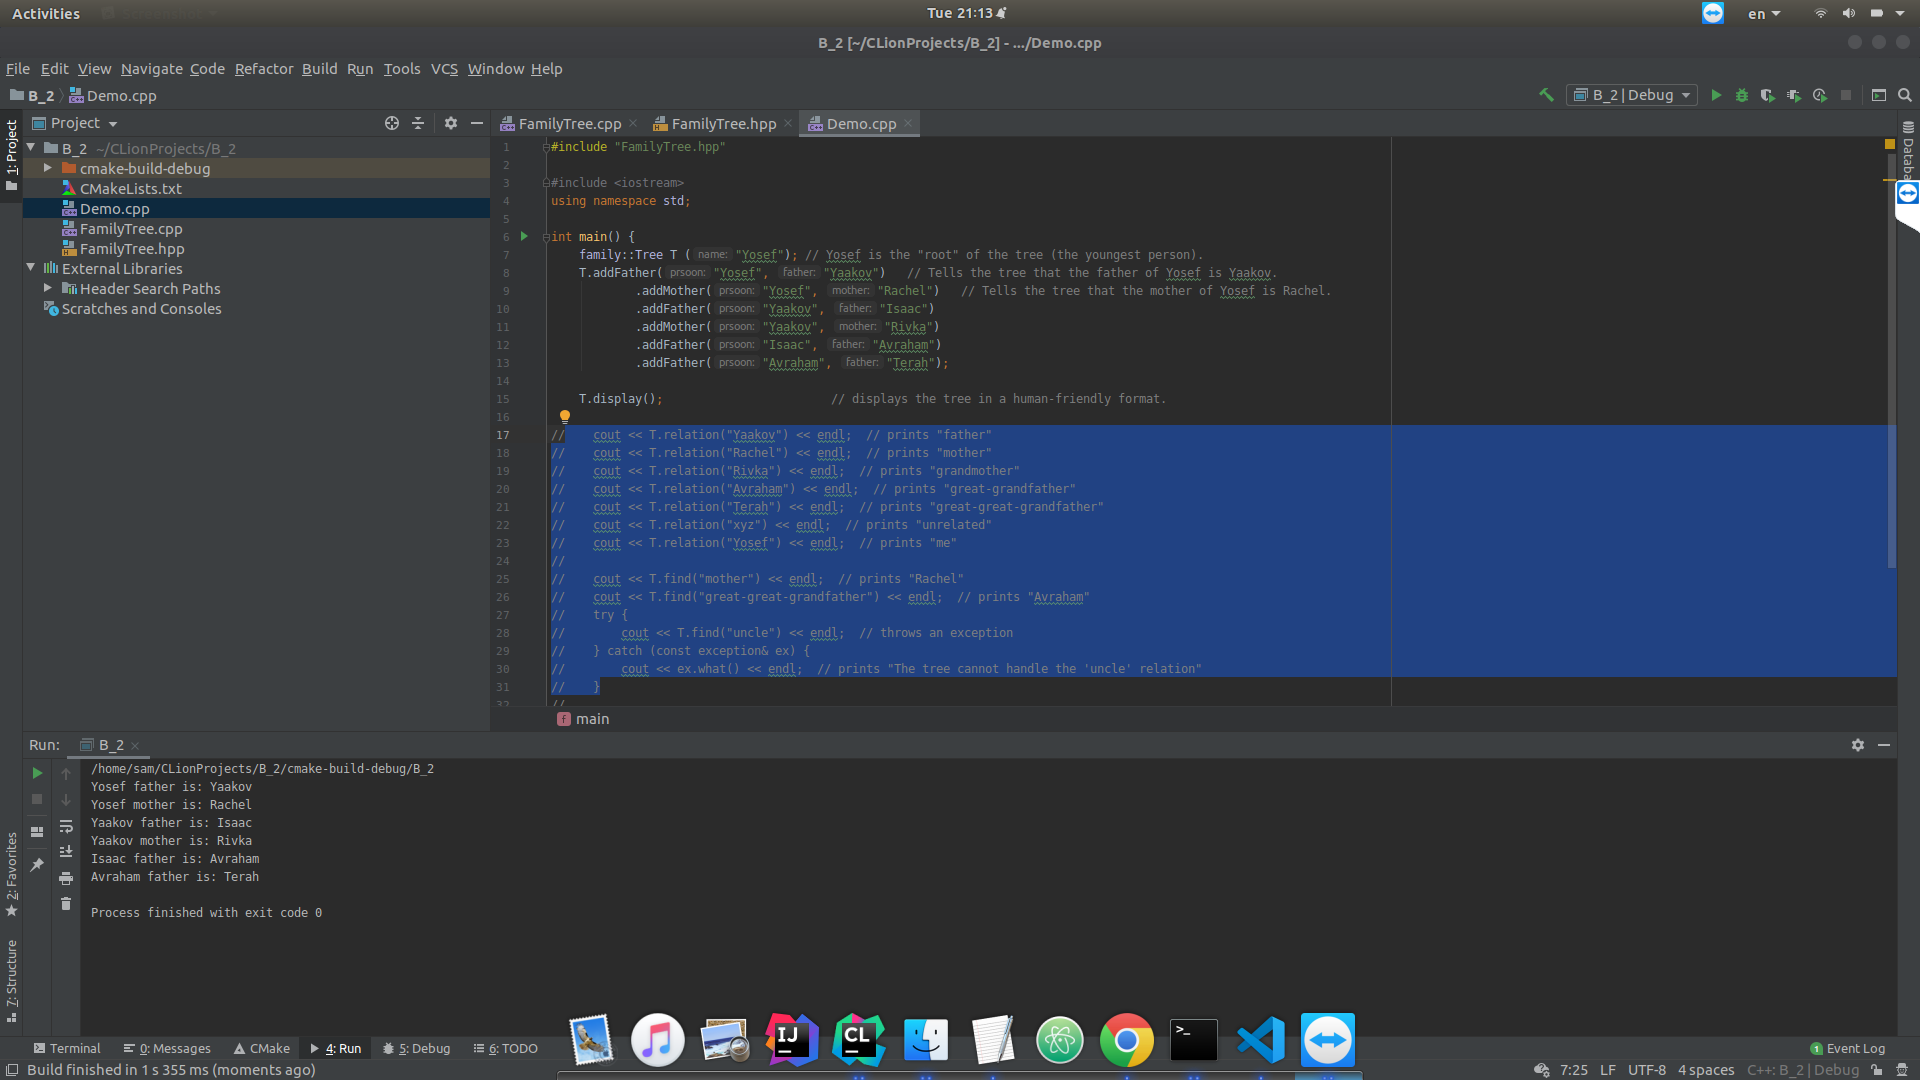 Activities
Tue 21:13
en
B_2 [~/CLionProjects/B_2] - .../Demo.cpp
File Edit View Navigate Code Refactor Build Run Tools VCS Window Help
B_2 Demo.cpp
B_2 | Debug
Project
FamilyTree.cpp
FamilyTree.hpp
Demo.cpp
1: Project
B_2 ~/CLionProjects/B_2
cmake-build-debug
CMakeLists.txt
Demo.cpp
FamilyTree.cpp
FamilyTree.hpp
External Libraries
Header Search Paths
Scratches and Consoles
Databa
1 #include "FamilyTree.hpp"
2
3 #include <iostream>
4 using namespace std;
5
6 int main() {
7 family::Tree T ( name: "Yosef"); // Yosef is the "root" of the tree (the youngest person).
8 T.addFather( prsoon: "Yosef", father: "Yaakov") // Tells the tree that the father of Yosef is Yaakov.
9 .addMother( prsoon: "Yosef", mother: "Rachel") // Tells the tree that the mother of Yosef is Rachel.
10 .addFather( prsoon: "Yaakov", father: "Isaac")
11 .addMother( prsoon: "Yaakov", mother: "Rivka")
12 .addFather( prsoon: "Isaac", father: "Avraham")
13 .addFather( prsoon: "Avraham", father: "Terah");
14
15 T.display(); // displays the tree in a human-friendly format.
16
17 // cout << T.relation("Yaakov") << endl; // prints "father"
18 // cout << T.relation("Rachel") << endl; // prints "mother"
19 // cout << T.relation("Rivka") << endl; // prints "grandmother"
20 // cout << T.relation("Avraham") << endl; // prints "great-grandfather"
21 // cout << T.relation("Terah") << endl; // prints "great-great-grandfather"
22 // cout << T.relation("xyz") << endl; // prints "unrelated"
23 // cout << T.relation("Yosef") << endl; // prints "me"
24 //
25 // cout << T.find("mother") << endl; // prints "Rachel"
26 // cout << T.find("great-great-grandfather") << endl; // prints "Avraham"
27 // try {
28 // cout << T.find("uncle") << endl; // throws an exception
29 // } catch (const exception& ex) {
30 // cout << ex.what() << endl; // prints "The tree cannot handle the 'uncle' relation"
31 // }
32 //
f main
Run: B_2
/home/sam/CLionProjects/B_2/cmake-build-debug/B_2
Yosef father is: Yaakov
Yosef mother is: Rachel
Yaakov father is: Isaac
Yaakov mother is: Rivka
Isaac father is: Avraham
Avraham father is: Terah
Process finished with exit code 0
2: Favorites
7: Structure
IJ
CL
>_
Terminal 0: Messages CMake 4: Run 5: Debug 6: TODO
1 Event Log
Build finished in 1 s 355 ms (moments ago)
7:25 LF UTF-8 4 spaces C++: B_2 | Debug